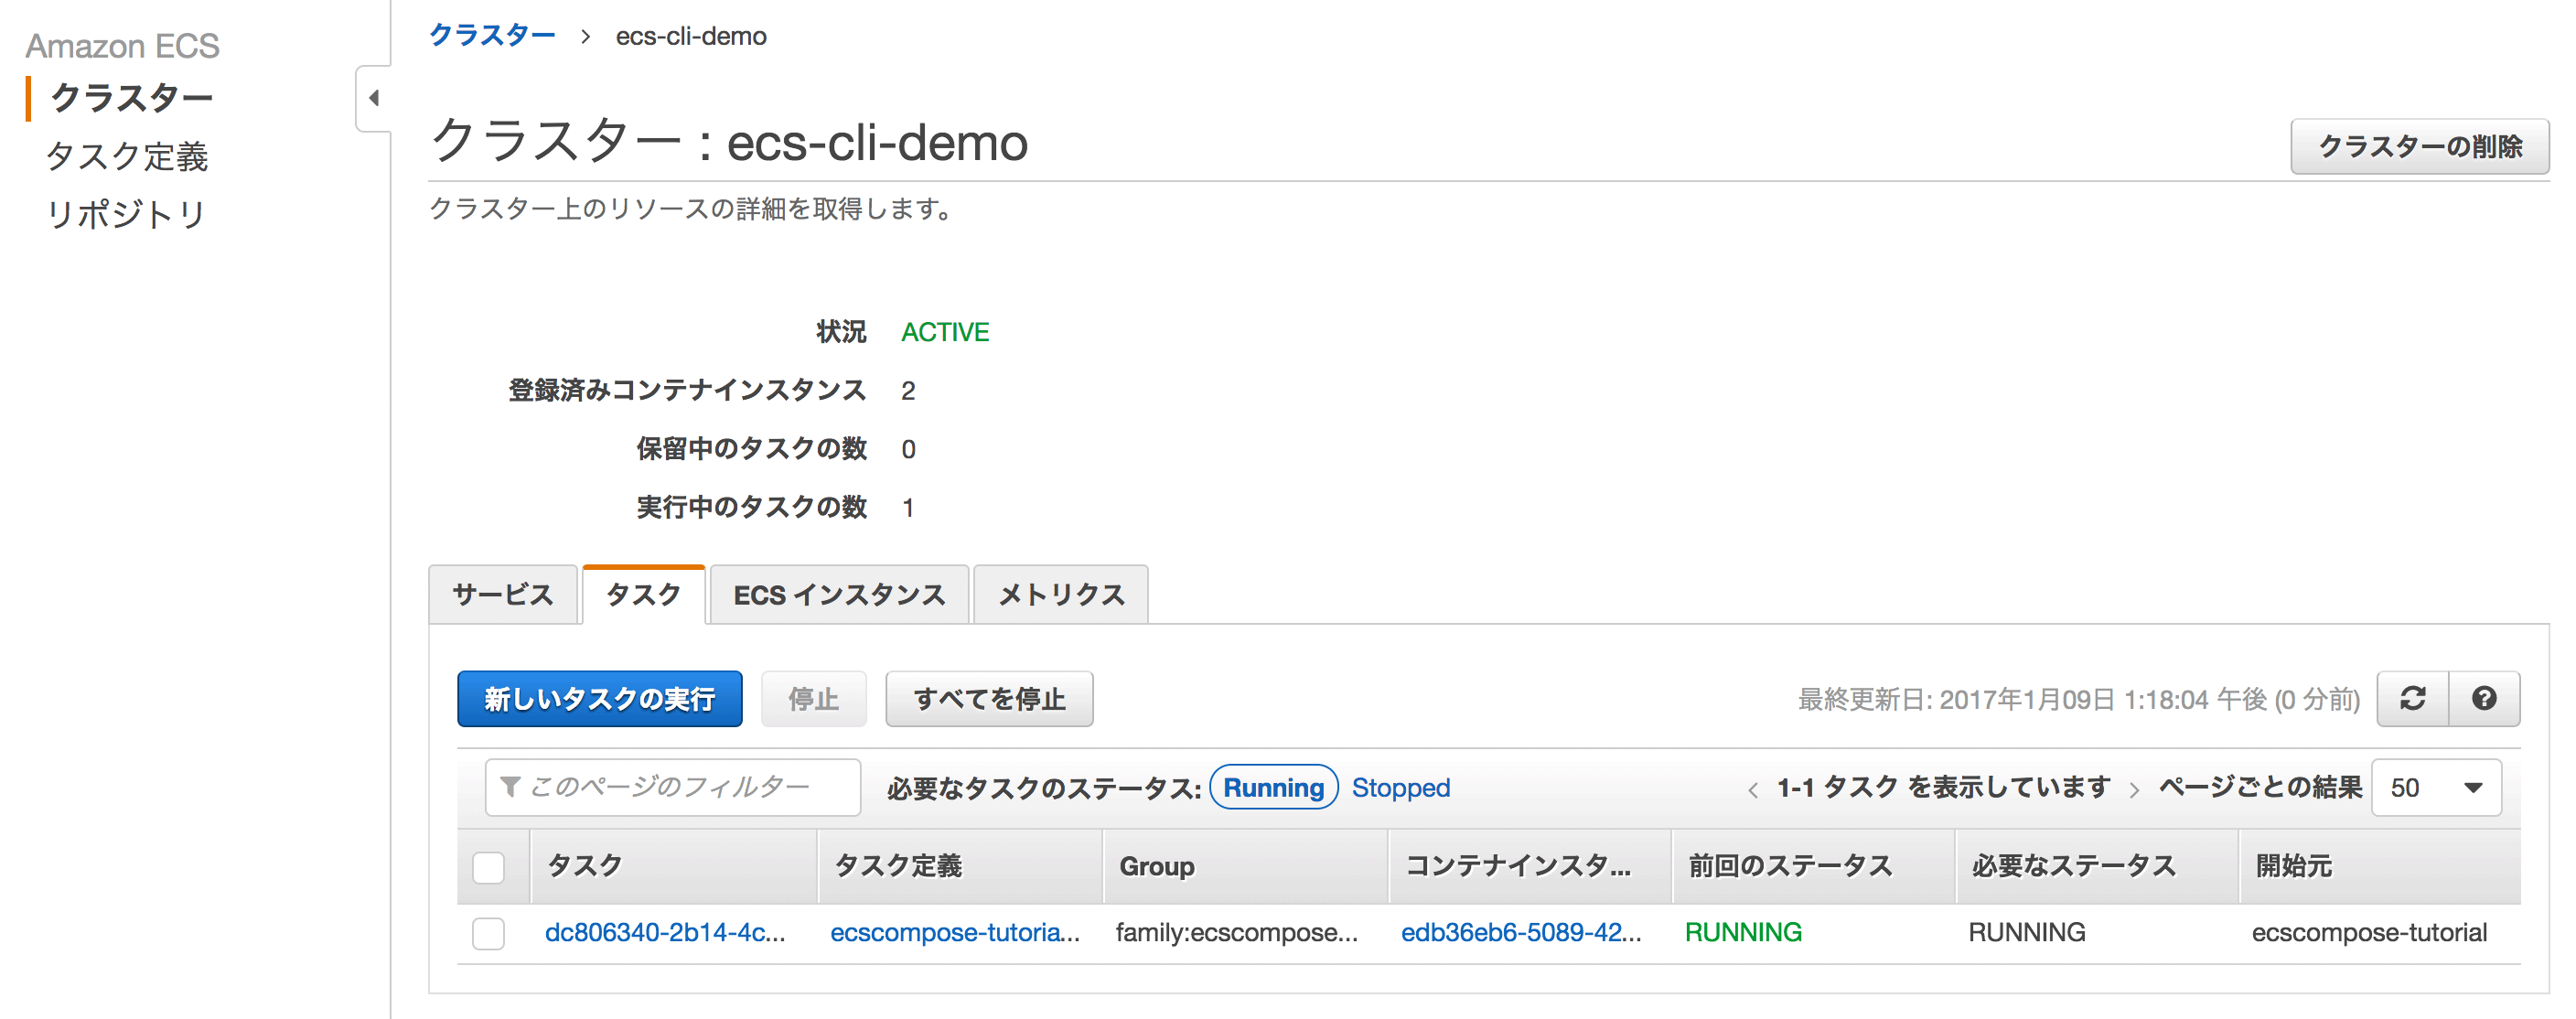 Amazon ECS
クラスター
タスク定義
リポジトリ
クラスター > ecs-cli-demo
クラスター : ecs-cli-demo
クラスターの削除
クラスター上のリソースの詳細を取得します。
状況 ACTIVE
登録済みコンテナインスタンス 2
保留中のタスクの数 0
実行中のタスクの数 1
サービス タスク ECS インスタンス メトリクス
新しいタスクの実行 停止 すべてを停止 最終更新日: 2017年1月09日 1:18:04 午後 (0 分前)
このページのフィルター 必要なタスクのステータス: Running Stopped < 1-1 タスク を表示しています > ページごとの結果 50
タスク タスク定義 Group コンテナインスタ... 前回のステータス 必要なステータス 開始元
dc806340-2b14-4c... ecscompose-tutoria... family:ecscompose... edb36eb6-5089-42... RUNNING RUNNING ecscompose-tutorial